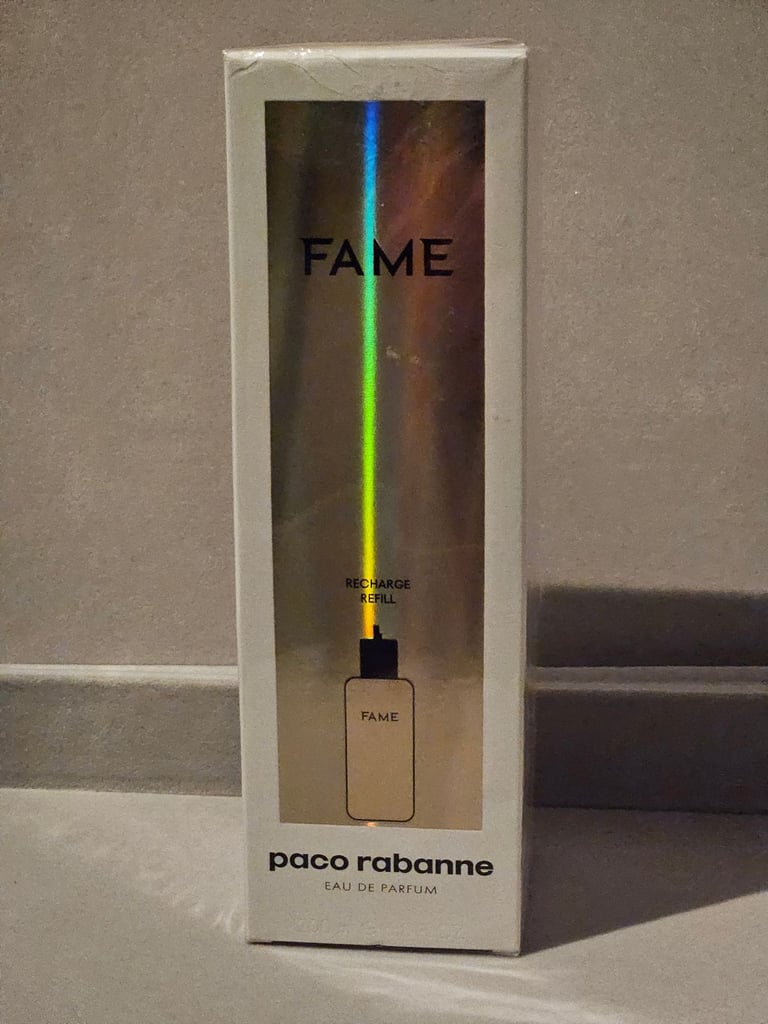 FAME
RECHARGE
REFILL
FAME
paco rabanne
EAU DE PARFUM